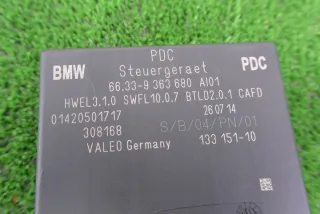 PDC
BMW Steuergeraet PDC
66.33-9 363 680 AI01
HWEL3.1.0 SWFL10.0.7 BTLD2.0.1 CAFD
01420501717 26.07.14
308168 S/B/04/PN/01
VALEO Germany 133 151-10